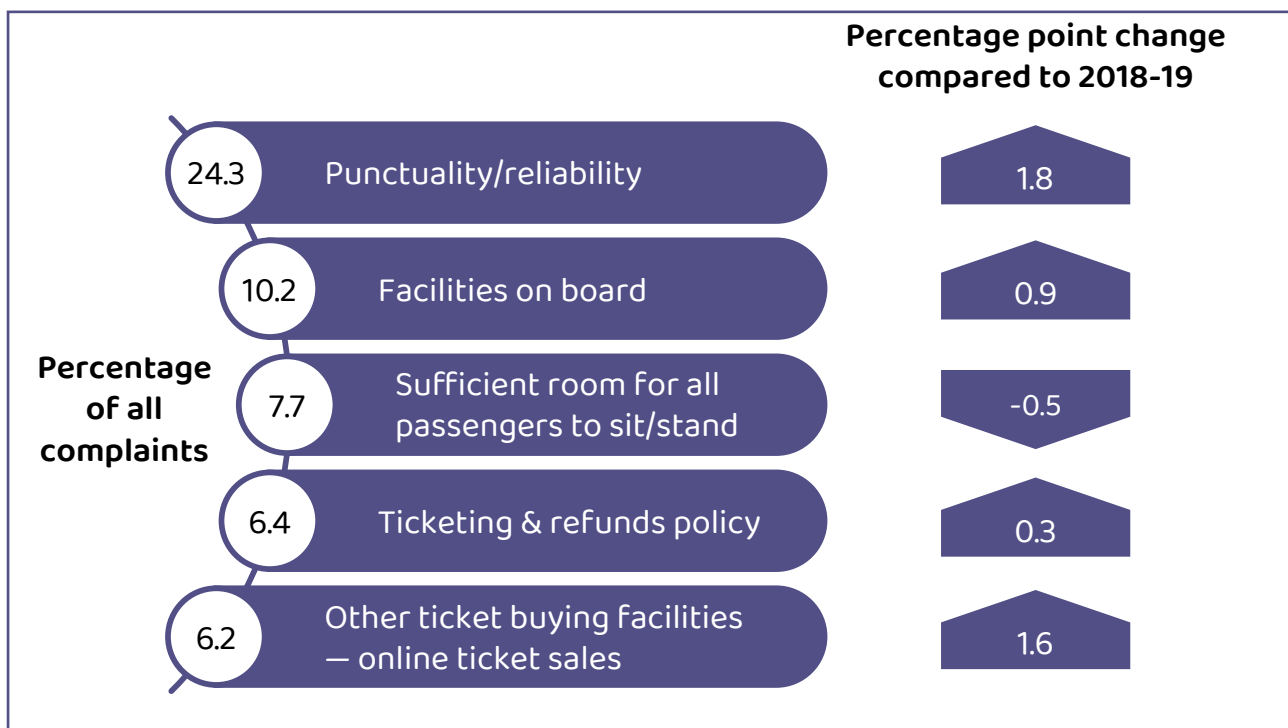 Percentage point change
compared to 2018-19
24.3
Punctuality/reliability
1.8
10.2
Facilities on board
0.9
Percentage
of all
complaints
7.7
Sufficient room for all
passengers to sit/stand
-0.5
6.4
Ticketing & refunds policy
0.3
6.2
Other ticket buying facilities
— online ticket sales
1.6